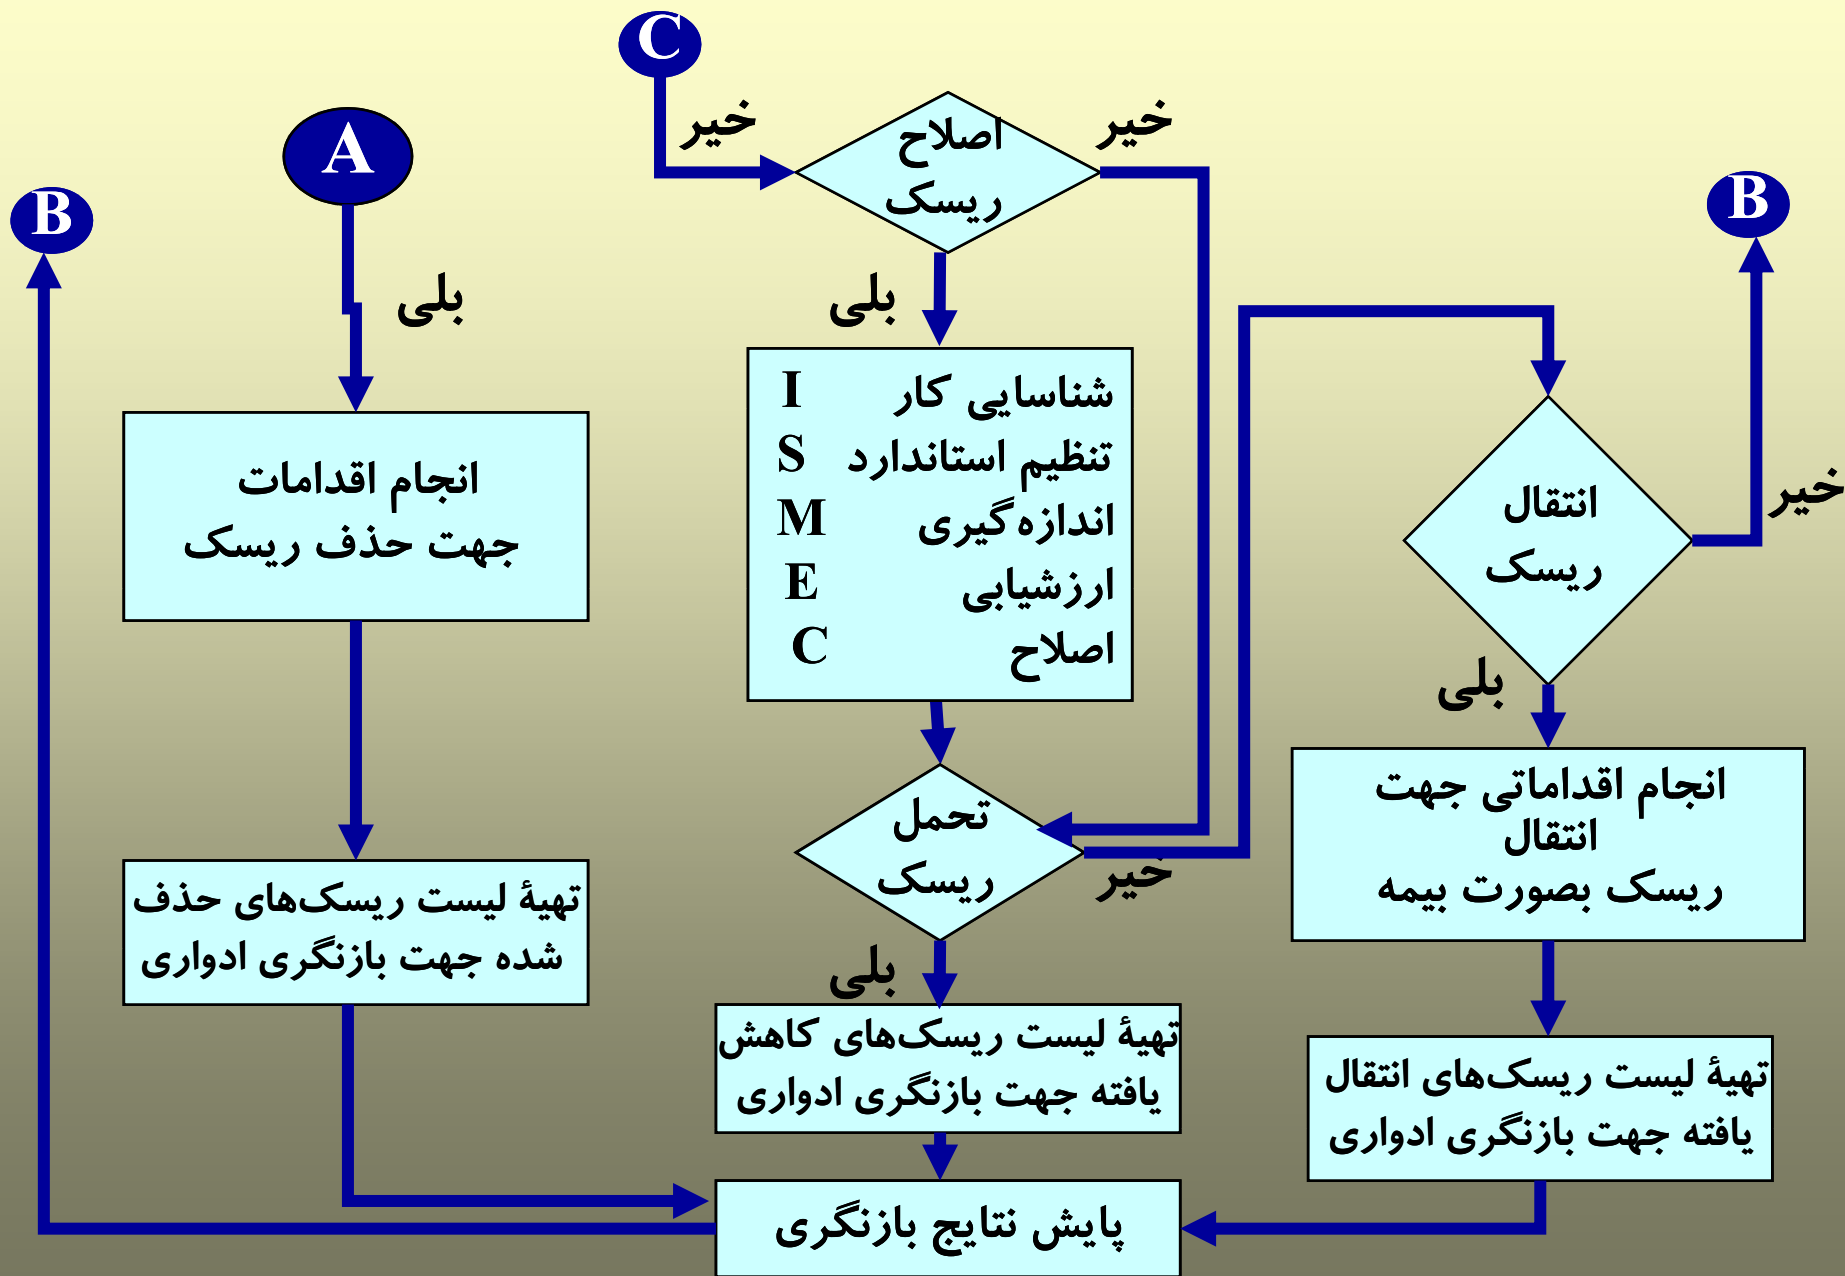 C
A
B
B
خیر
خیر
اصلاح
ریسک
بلی
بلی
انجام اقدامات
جهت حذف ریسک
تهیهٔ لیست ریسک‌های حذف
شده جهت بازنگری ادواری
شناسایی کار I
تنظیم استاندارد S
اندازه‌گیری M
ارزشیابی E
اصلاح C
تحمل
ریسک
خیر
بلی
تهیهٔ لیست ریسک‌های کاهش
یافته جهت بازنگری ادواری
پایش نتایج بازنگری
انتقال
ریسک
خیر
بلی
انجام اقداماتی جهت
انتقال
ریسک بصورت بیمه
تهیهٔ لیست ریسک‌های انتقال
یافته جهت بازنگری ادواری